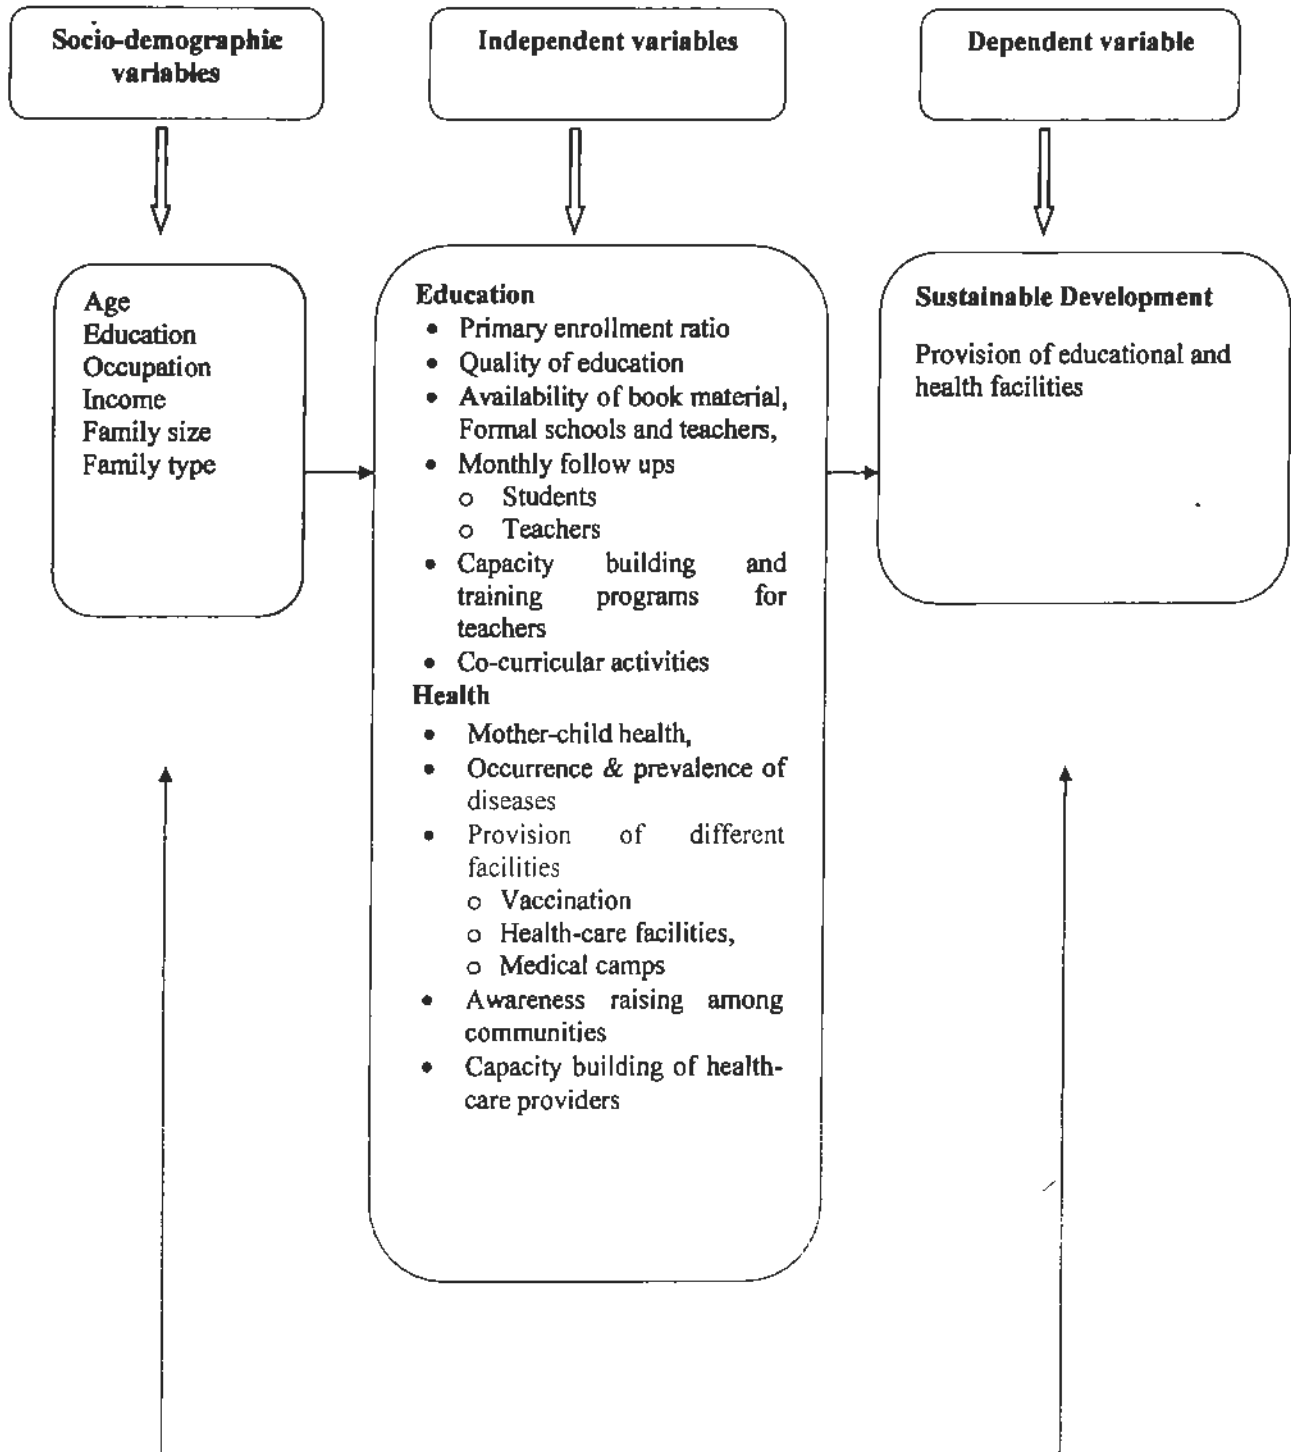 Socio-demographic
variables
Independent variables
Dependent variable
Age
Education
Occupation
Income
Family size
Family type
Education
• Primary enrollment ratio
• Quality of education
• Availability of book material,
Formal schools and teachers,
• Monthly follow ups
o Students
o Teachers
• Capacity building and
training programs for
teachers
• Co-curricular activities
Health
• Mother-child health,
• Occurrence & prevalence of
diseases
• Provision of different
facilities
o Vaccination
o Health-care facilities,
o Medical camps
• Awareness raising among
communities
• Capacity building of health-
care providers
Sustainable Development
Provision of educational and
health facilities